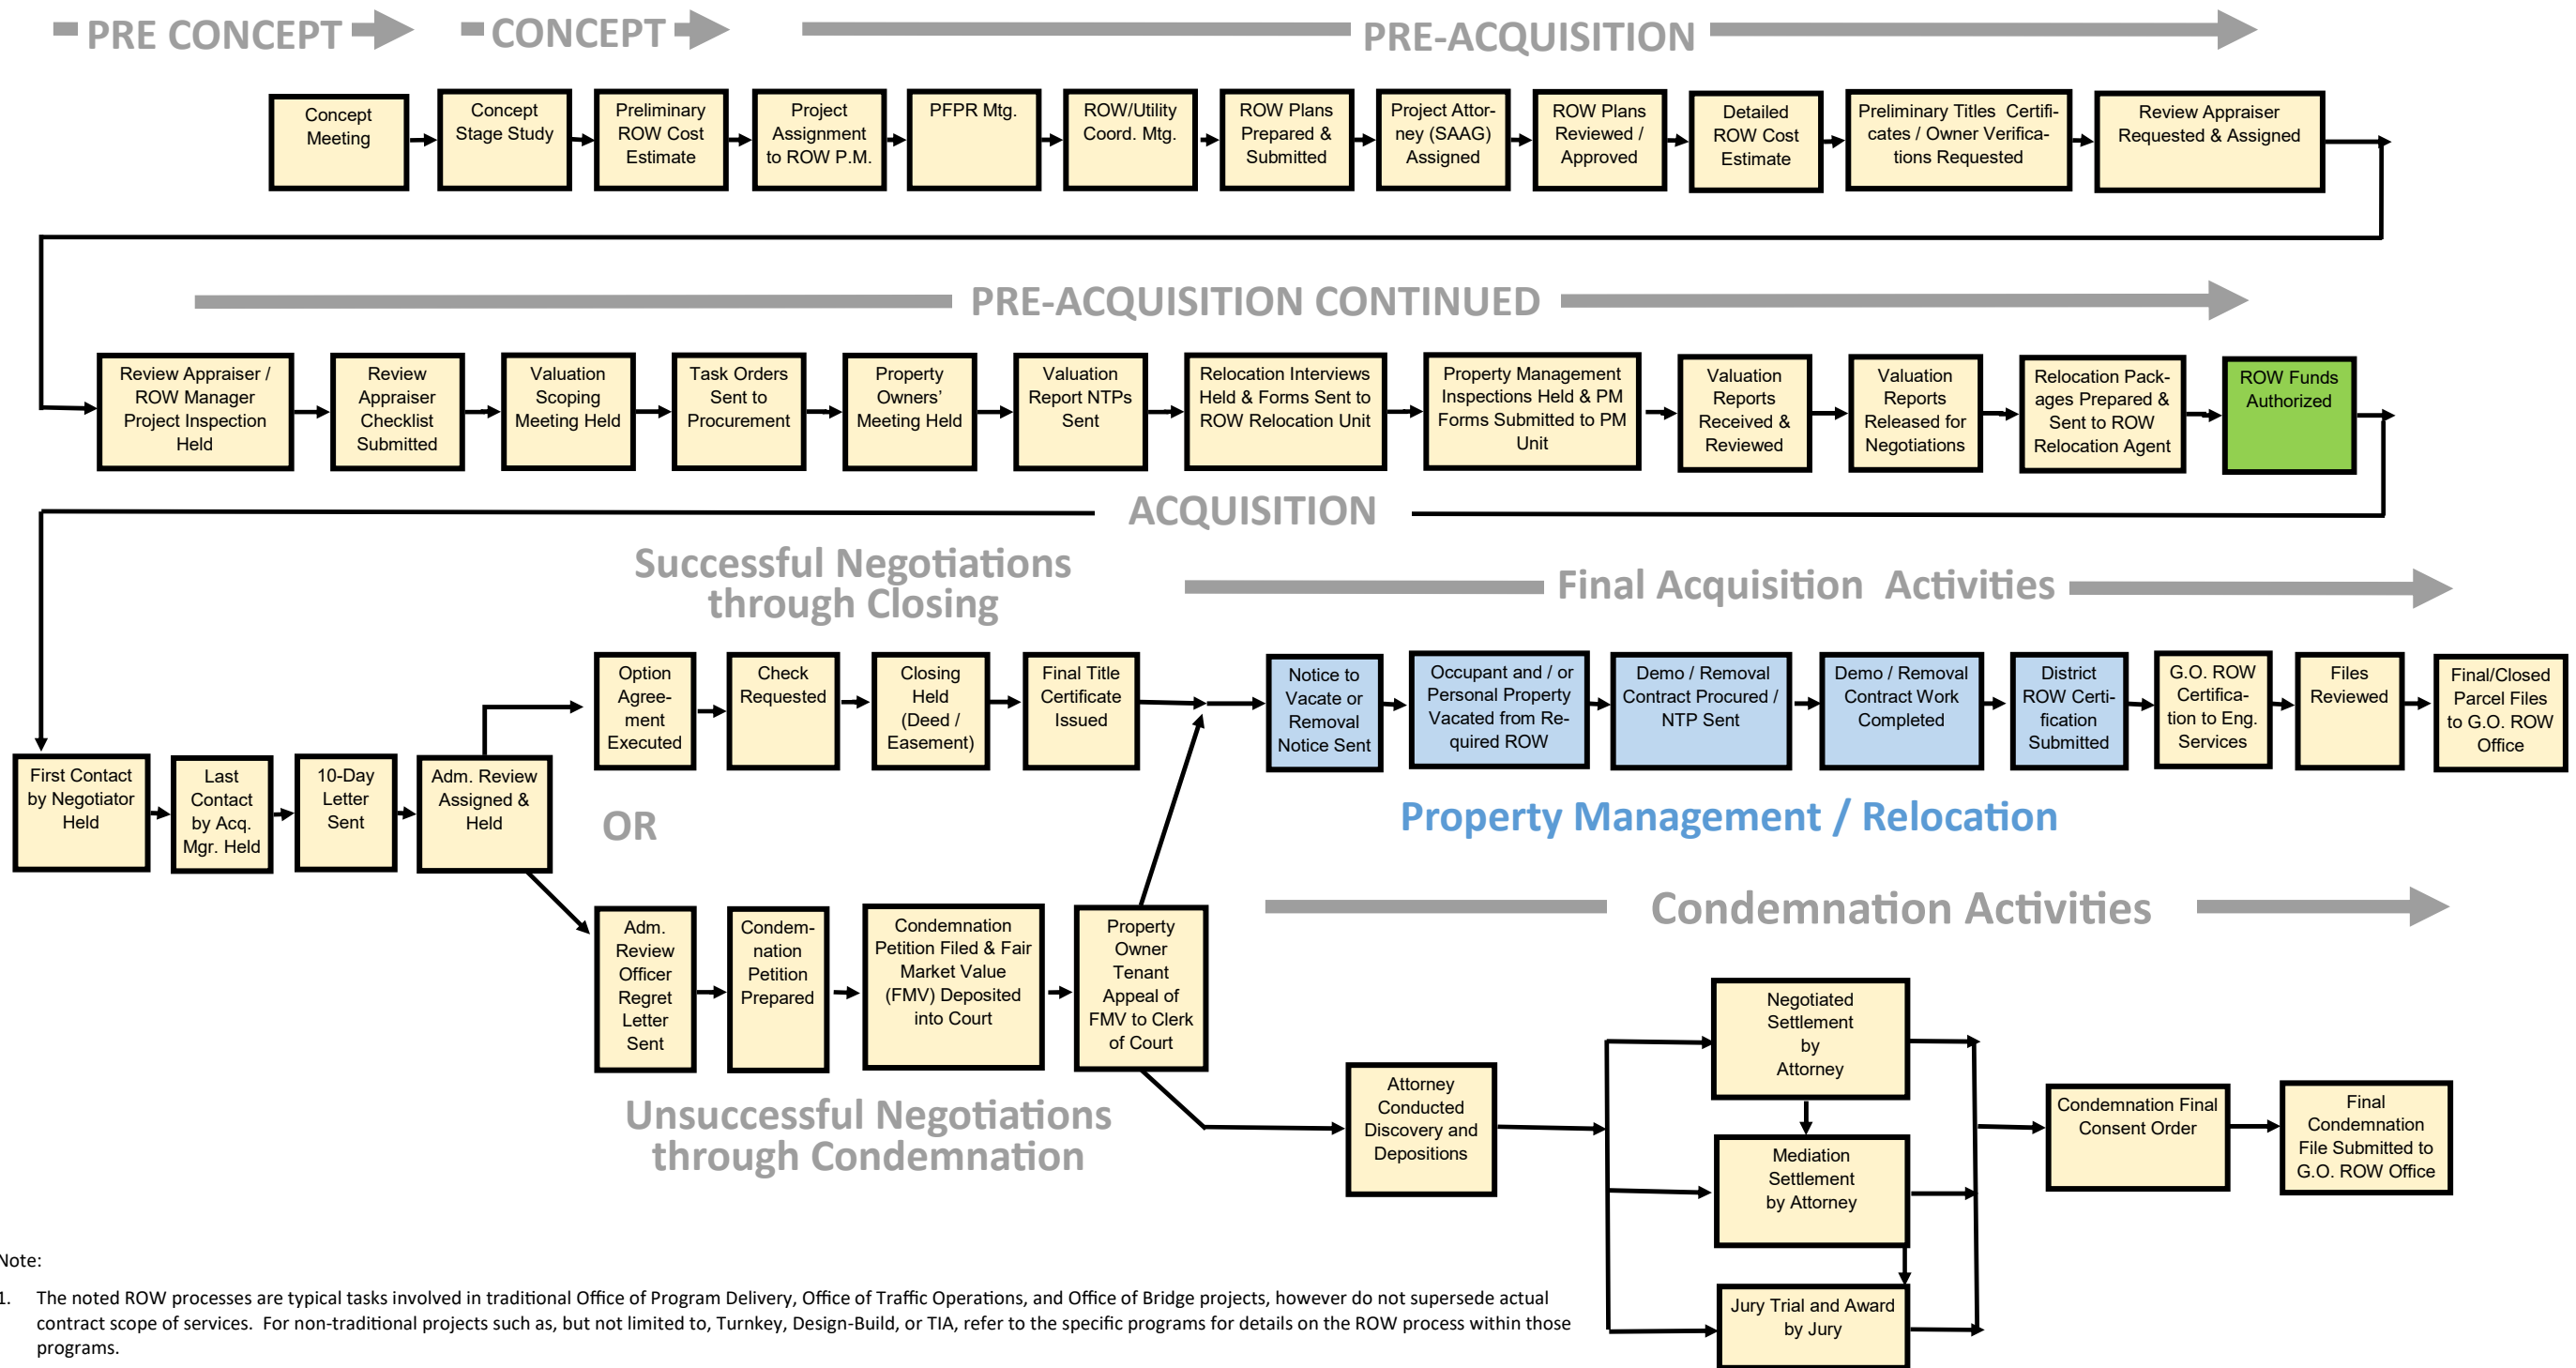 PRE CONCEPT
CONCEPT
PRE-ACQUISITION
Concept
Meeting
Concept
Stage Study
Preliminary
ROW Cost
Estimate
Project
Assignment
to ROW P.M.
PFPR Mtg.
ROW/Utility
Coord. Mtg.
ROW Plans
Prepared &
Submitted
Project Attor-
ney (SAAG)
Assigned
ROW Plans
Reviewed /
Approved
Detailed
ROW Cost
Estimate
Preliminary Titles Certifi-
cates / Owner Verifica-
tions Requested
Review Appraiser
Requested & Assigned
PRE-ACQUISITION CONTINUED
Review Appraiser /
ROW Manager
Project Inspection
Held
Review
Appraiser
Checklist
Submitted
Valuation
Scoping
Meeting Held
Task Orders
Sent to
Procurement
Property
Owners'
Meeting Held
Valuation
Report NTPs
Sent
Relocation Interviews
Held & Forms Sent to
ROW Relocation Unit
Property Management
Inspections Held & PM
Forms Submitted to PM
Unit
Valuation
Reports
Received &
Reviewed
Valuation
Reports
Released for
Negotiations
Relocation Pack-
ages Prepared &
Sent to ROW
Relocation Agent
ROW Funds
Authorized
ACQUISITION
Successful Negotiations
through Closing
Final Acquisition Activities
First Contact
by Negotiator
Held
Last
Contact
by Acq.
Mgr. Held
10-Day
Letter
Sent
Adm. Review
Assigned &
Held
Option
Agree-
ment
Executed
Check
Requested
Closing
Held
(Deed /
Easement)
Final Title
Certificate
Issued
Notice to
Vacate or
Removal
Notice Sent
Occupant and / or
Personal Property
Vacated from Re-
quired ROW
Demo / Removal
Contract Procured /
NTP Sent
Demo / Removal
Contract Work
Completed
District
ROW Certi-
fication
Submitted
G.O. ROW
Certifica-
tion to Eng.
Services
Files
Reviewed
Final/Closed
Parcel Files
to G.O. ROW
Office
OR
Property Management / Relocation
Adm.
Review
Officer
Regret
Letter
Sent
Condem-
nation
Petition
Prepared
Condemnation
Petition Filed & Fair
Market Value
(FMV) Deposited
into Court
Property
Owner
Tenant
Appeal of
FMV to Clerk
of Court
Condemnation Activities
Unsuccessful Negotiations
through Condemnation
Attorney
Conducted
Discovery and
Depositions
Negotiated
Settlement
by
Attorney
Mediation
Settlement
by Attorney
Jury Trial and Award
by Jury
Condemnation Final
Consent Order
Final
Condemnation
File Submitted to
G.O. ROW Office
Note:
1. The noted ROW processes are typical tasks involved in traditional Office of Program Delivery, Office of Traffic Operations, and Office of Bridge projects, however do not supersede actual
contract scope of services. For non-traditional projects such as, but not limited to, Turnkey, Design-Build, or TIA, refer to the specific programs for details on the ROW process within those
programs.